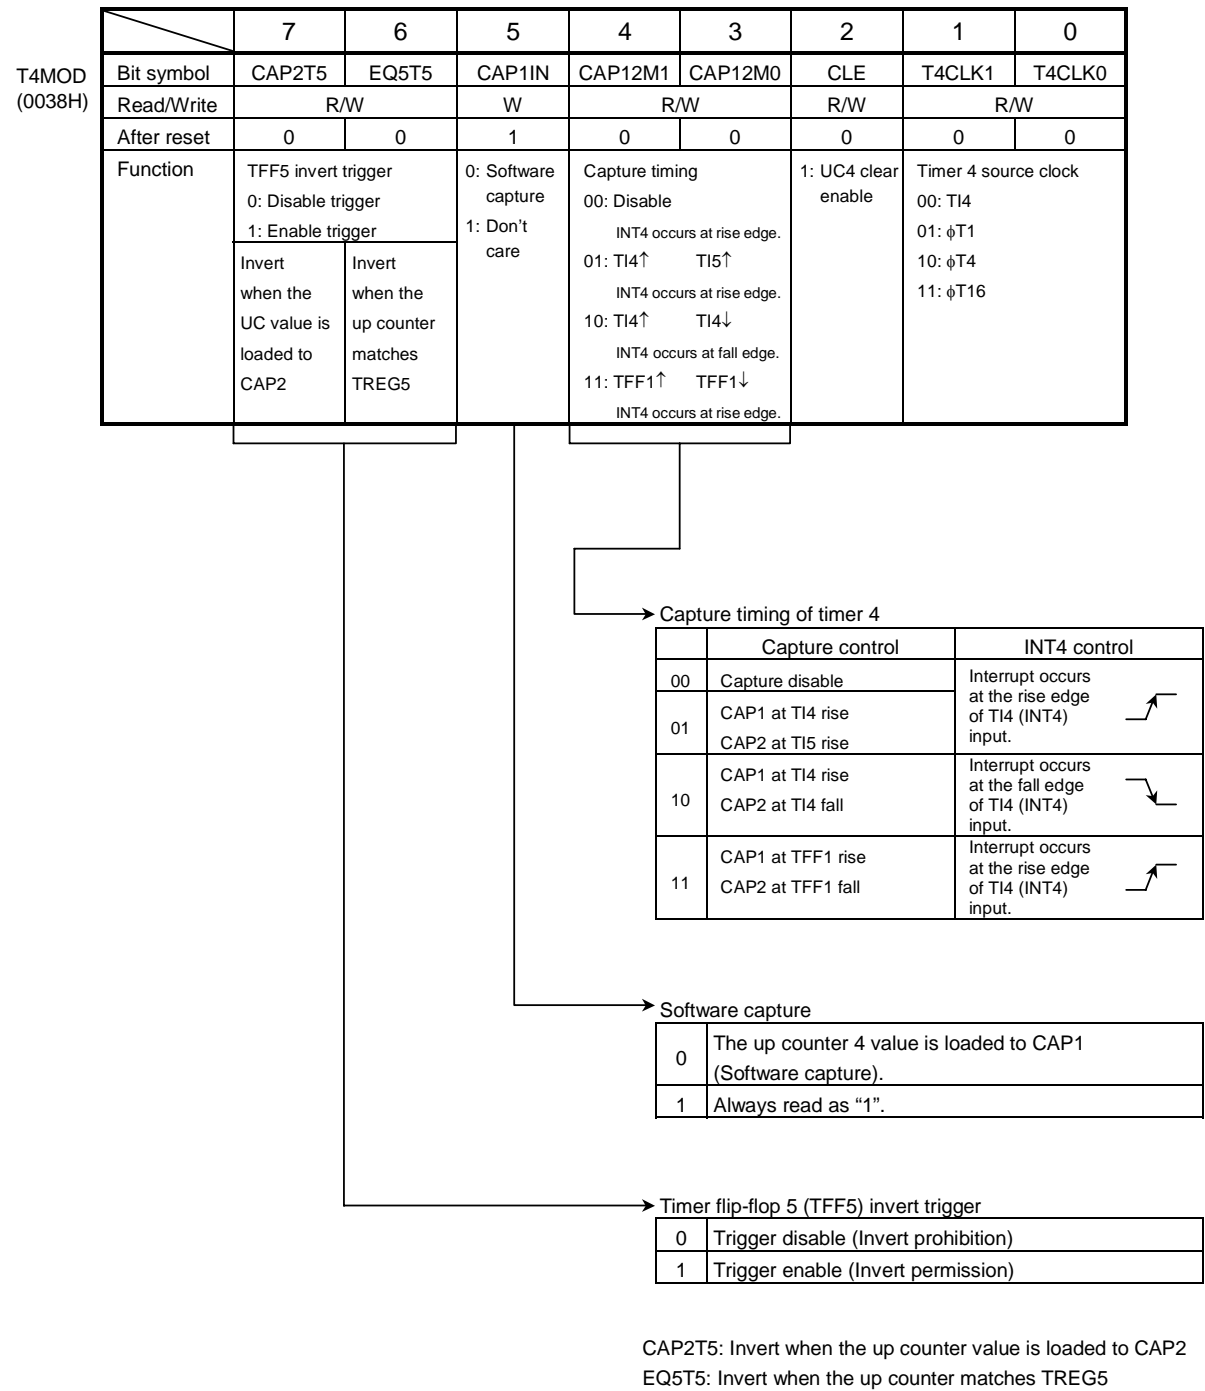 7 6 5 4 3 2 1 0
T4MOD
(0038H)
Bit symbol CAP2T5 EQ5T5 CAP1IN CAP12M1 CAP12M0 CLE T4CLK1 T4CLK0
Read/Write R/W W R/W R/W R/W
After reset 0 0 1 0 0 0 0 0
Function
TFF5 invert trigger
0: Disable trigger
1: Enable trigger
Invert
when the
UC value is
loaded to
CAP2
Invert
when the
up counter
matches
TREG5
0: Software
capture
1: Don’t
care
Capture timing
00: Disable
INT4 occurs at rise edge.
01: TI4↑ TI5↑
INT4 occurs at rise edge.
10: TI4↑ TI4↓
INT4 occurs at fall edge.
11: TFF1↑ TFF1↓
INT4 occurs at rise edge.
1: UC4 clear
enable
Timer 4 source clock
00: TI4
01: ϕT1
10: ϕT4
11: ϕT16
Capture timing of timer 4
Capture control INT4 control
00 Capture disable
01
CAP1 at TI4 rise
CAP2 at TI5 rise
Interrupt occurs
at the rise edge
of TI4 (INT4)
input.
10
CAP1 at TI4 rise
CAP2 at TI4 fall
Interrupt occurs
at the fall edge
of TI4 (INT4)
input.
11
CAP1 at TFF1 rise
CAP2 at TFF1 fall
Interrupt occurs
at the rise edge
of TI4 (INT4)
input.
Software capture
0
The up counter 4 value is loaded to CAP1
(Software capture).
1 Always read as “1”.
Timer flip-flop 5 (TFF5) invert trigger
0 Trigger disable (Invert prohibition)
1 Trigger enable (Invert permission)
CAP2T5: Invert when the up counter value is loaded to CAP2
EQ5T5: Invert when the up counter matches TREG5